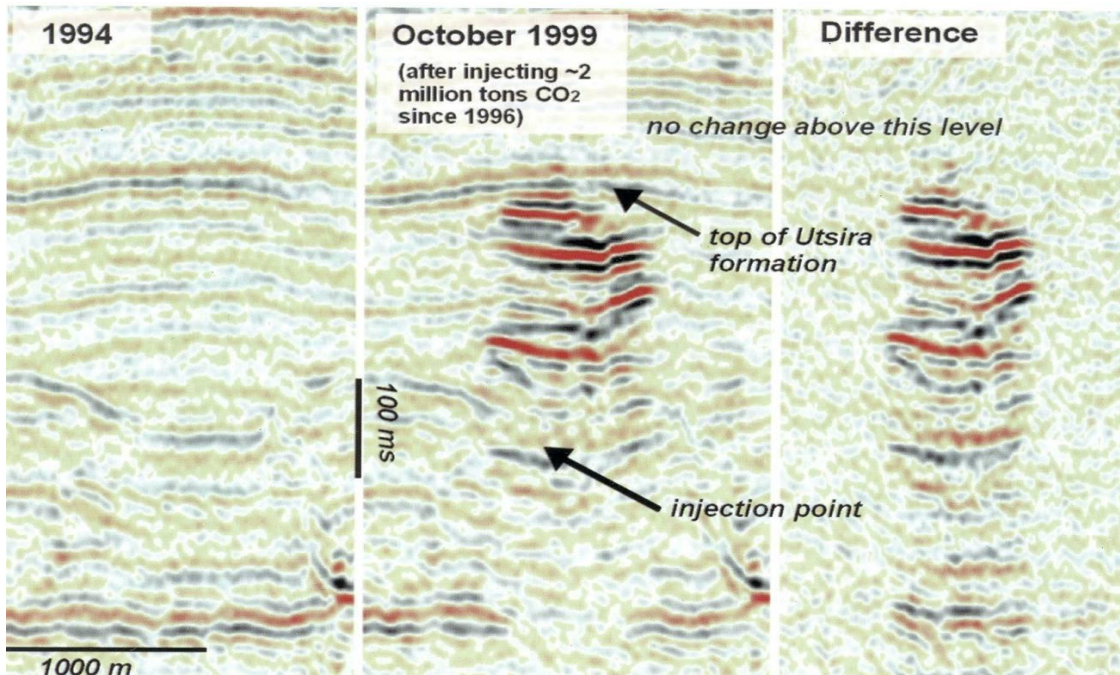 1994
October 1999
(after injecting ~2
million tons CO₂
since 1996)
Difference
no change above this level
top of Utsira
formation
100 ms
injection point
1000 m